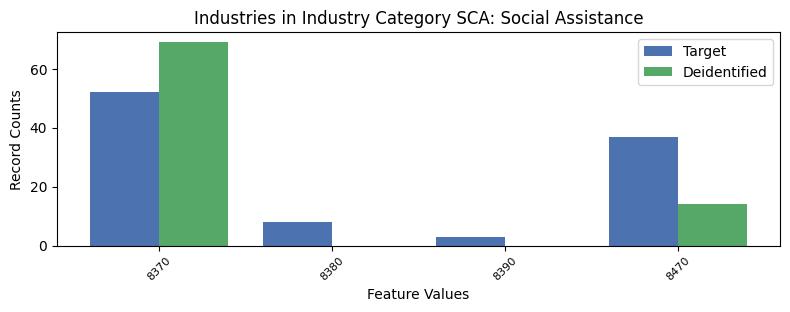 Industries in Industry Category SCA: Social Assistance
Target
Deidentified
Record Counts
60
40
20
0
8370
8380
8390
8470
Feature Values